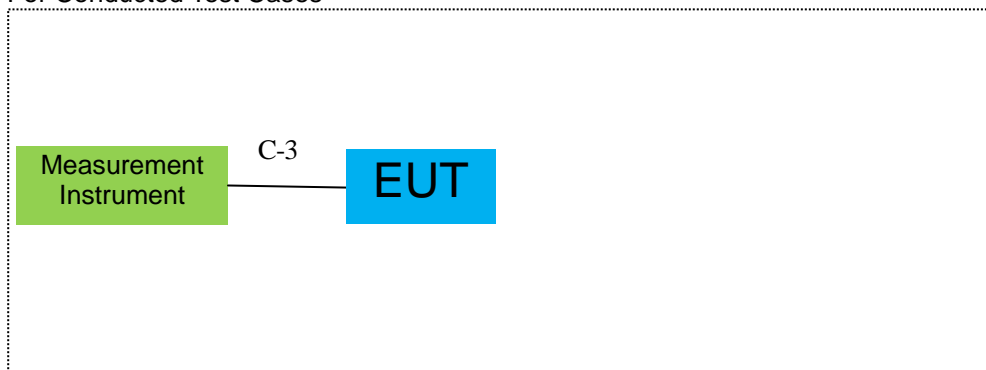 For Conducted Test Cases
C-3
Measurement
Instrument
EUT